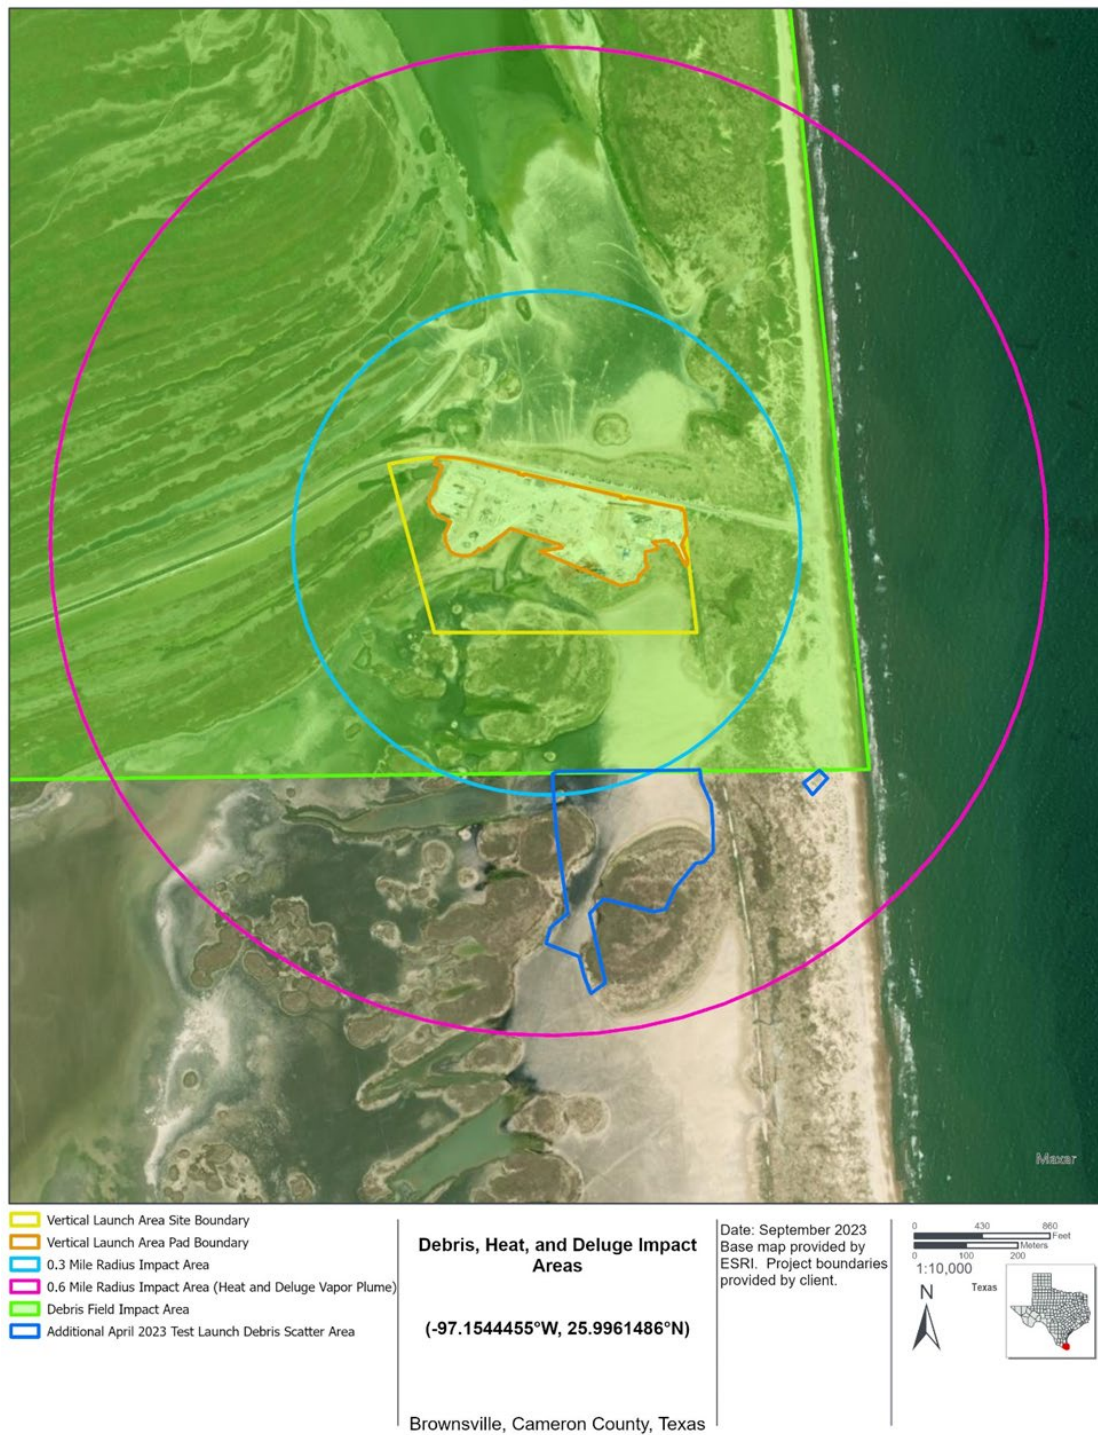 Maxar
Vertical Launch Area Site Boundary
Vertical Launch Area Pad Boundary
0.3 Mile Radius Impact Area
0.6 Mile Radius Impact Area (Heat and Deluge Vapor Plume)
Debris Field Impact Area
Additional April 2023 Test Launch Debris Scatter Area
Debris, Heat, and Deluge Impact
Areas
(-97.1544455°W, 25.9961486°N)
Brownsville, Cameron County, Texas
Date: September 2023
Base map provided by
ESRI. Project boundaries
provided by client.
0 430 860
Feet
Meters
0 100 200
1:10,000
N
Texas